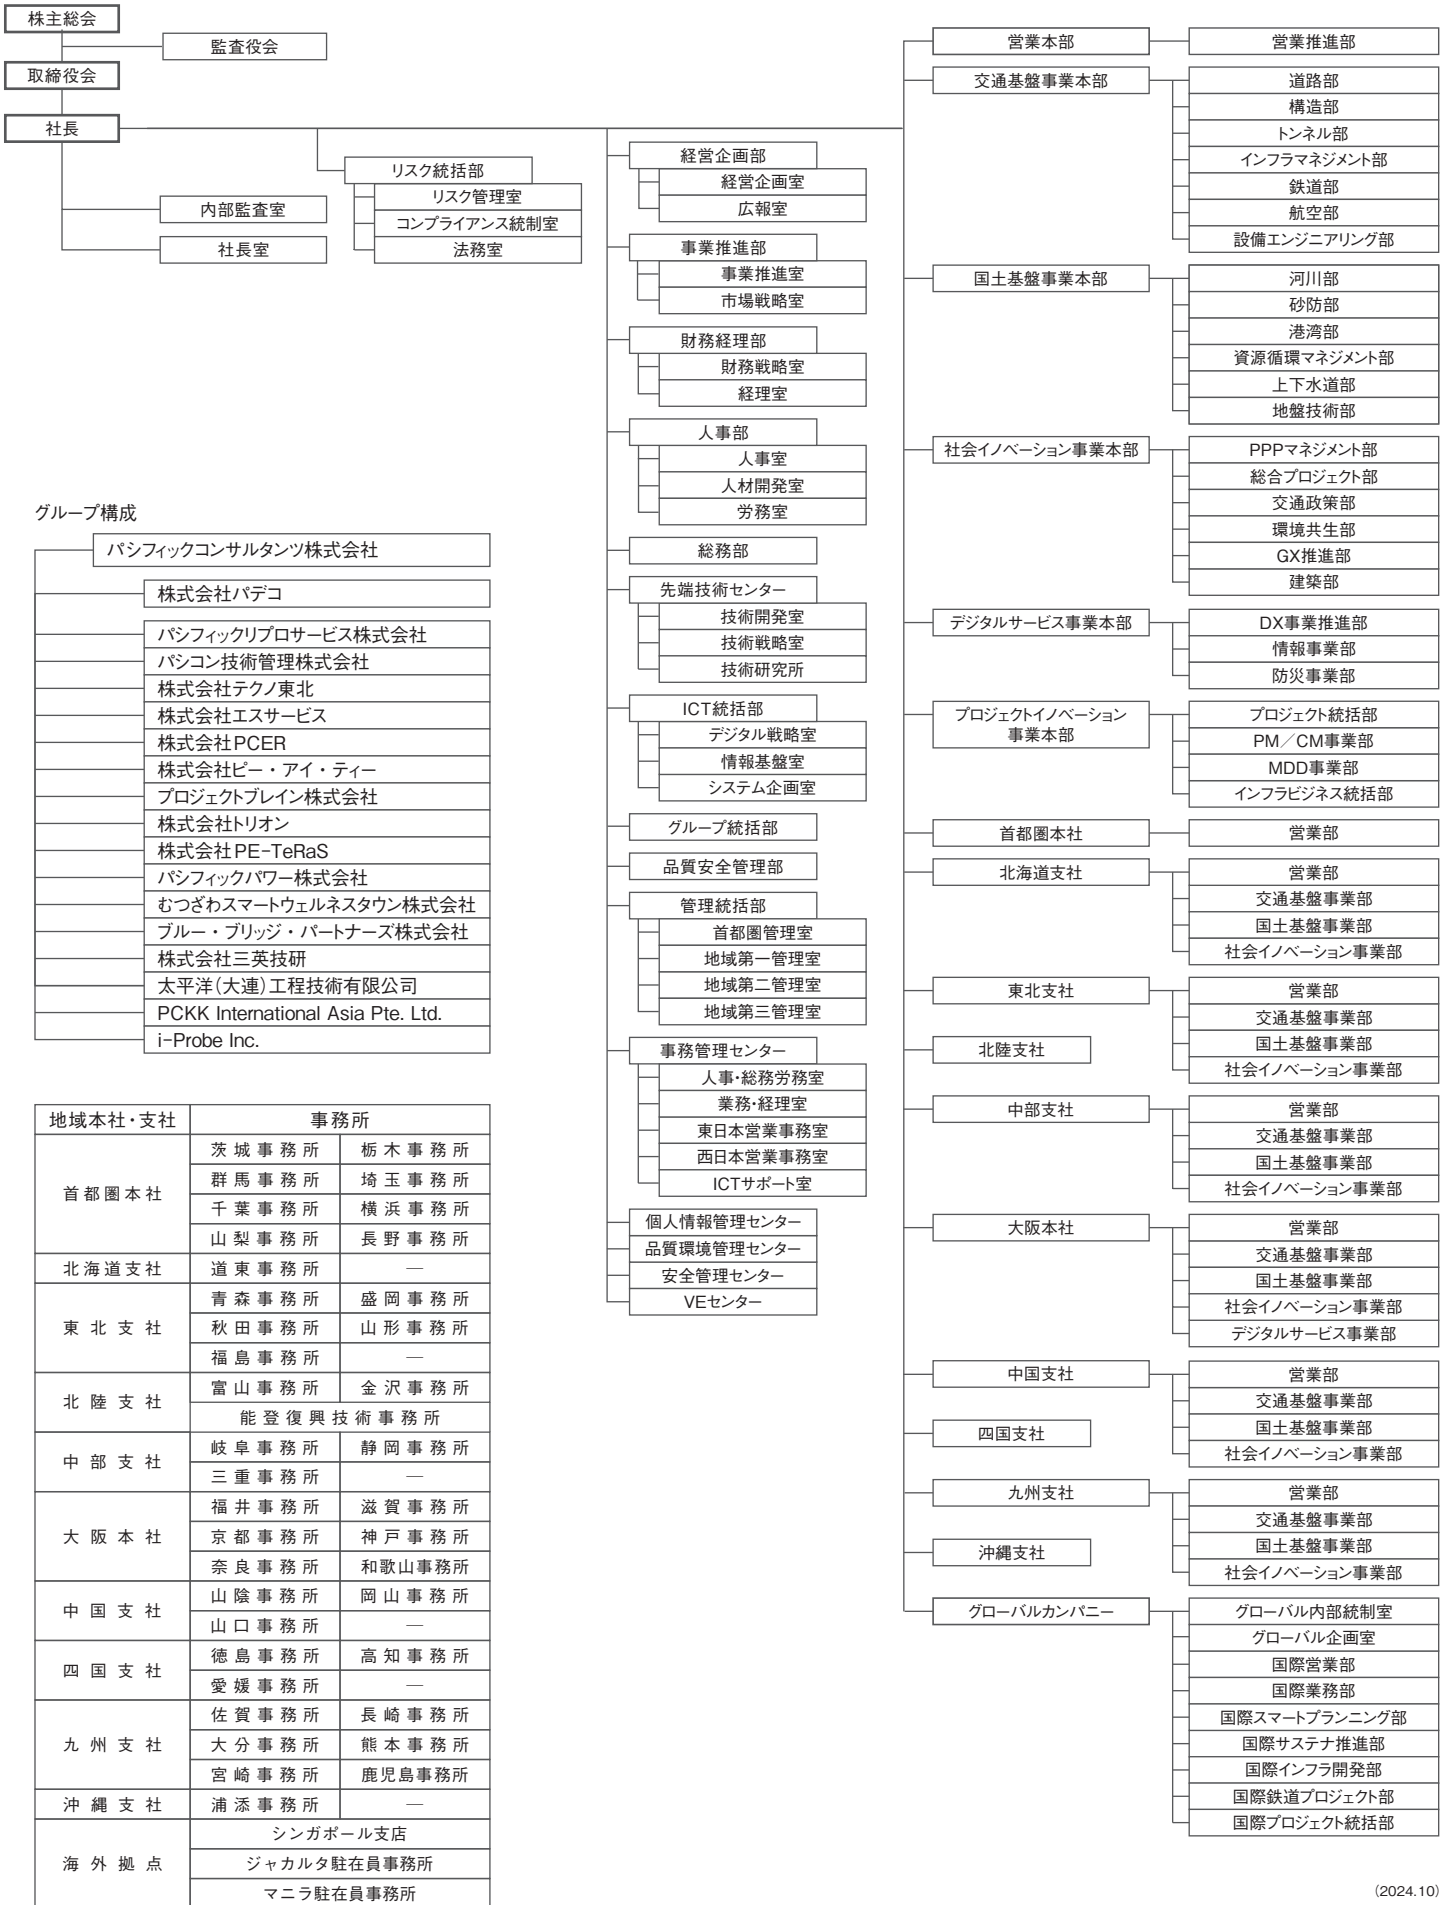 株主総会
監査役会
取締役会
社長
内部監査室
社長室
リスク統括部
リスク管理室
コンプライアンス統制室
法務室
経営企画部
経営企画室
広報室
事業推進部
事業推進室
市場戦略室
財務経理部
財務戦略室
経理室
人事部
人事室
人材開発室
労務室
総務部
先端技術センター
技術開発室
技術戦略室
技術研究所
ICT統括部
デジタル戦略室
情報基盤室
システム企画室
グループ統括部
品質安全管理部
管理統括部
首都圏管理室
地域第一管理室
地域第二管理室
地域第三管理室
事務管理センター
人事・総務労務室
業務・経理室
東日本営業事務室
西日本営業事務室
ICTサポート室
個人情報管理センター
品質環境管理センター
安全管理センター
VEセンター
営業本部
営業推進部
交通基盤事業本部
道路部
構造部
トンネル部
インフラマネジメント部
鉄道部
航空部
設備エンジニアリング部
国土基盤事業本部
河川部
砂防部
港湾部
資源循環マネジメント部
上下水道部
地盤技術部
社会イノベーション事業本部
PPPマネジメント部
総合プロジェクト部
交通政策部
環境共生部
GX推進部
建築部
デジタルサービス事業本部
DX事業推進部
情報事業部
防災事業部
プロジェクトイノベーション
事業本部
プロジェクト統括部
PM／CM事業部
MDD事業部
インフラビジネス統括部
首都圏本社
営業部
北海道支社
営業部
交通基盤事業部
国土基盤事業部
社会イノベーション事業部
東北支社
営業部
交通基盤事業部
国土基盤事業部
社会イノベーション事業部
北陸支社
中部支社
営業部
交通基盤事業部
国土基盤事業部
社会イノベーション事業部
大阪本社
営業部
交通基盤事業部
国土基盤事業部
社会イノベーション事業部
デジタルサービス事業部
中国支社
営業部
交通基盤事業部
国土基盤事業部
社会イノベーション事業部
四国支社
九州支社
営業部
交通基盤事業部
国土基盤事業部
社会イノベーション事業部
沖縄支社
グローバルカンパニー
グローバル内部統制室
グローバル企画室
国際営業部
国際業務部
国際スマートプランニング部
国際サステナ推進部
国際インフラ開発部
国際鉄道プロジェクト部
国際プロジェクト統括部
グループ構成
パシフィックコンサルタンツ株式会社
株式会社パデコ
パシフィックリプロサービス株式会社
パシコン技術管理株式会社
株式会社テクノ東北
株式会社エスサービス
株式会社PCER
株式会社ピー・アイ・ティー
プロジェクトブレイン株式会社
株式会社トリオン
株式会社PE-TeRaS
パシフィックパワー株式会社
むつざわスマートウェルネスタウン株式会社
ブルー・ブリッジ・パートナーズ株式会社
株式会社三英技研
太平洋（大連）工程技術有限公司
PCKK International Asia Pte. Ltd.
i-Probe Inc.
地域本社・支社 事務所
首都圏本社
茨城事務所 栃木事務所
群馬事務所 埼玉事務所
千葉事務所 横浜事務所
山梨事務所 長野事務所
北海道支社 道東事務所 —
東北支社
青森事務所 盛岡事務所
秋田事務所 山形事務所
福島事務所 —
北陸支社
富山事務所 金沢事務所
能登復興技術事務所
中部支社
岐阜事務所 静岡事務所
三重事務所 —
大阪本社
福井事務所 滋賀事務所
京都事務所 神戸事務所
奈良事務所 和歌山事務所
中国支社
山陰事務所 岡山事務所
山口事務所 —
四国支社
徳島事務所 高知事務所
愛媛事務所 —
九州支社
佐賀事務所 長崎事務所
大分事務所 熊本事務所
宮崎事務所 鹿児島事務所
沖縄支社 浦添事務所 —
海外拠点
シンガポール支店
ジャカルタ駐在員事務所
マニラ駐在員事務所
（2024.10）